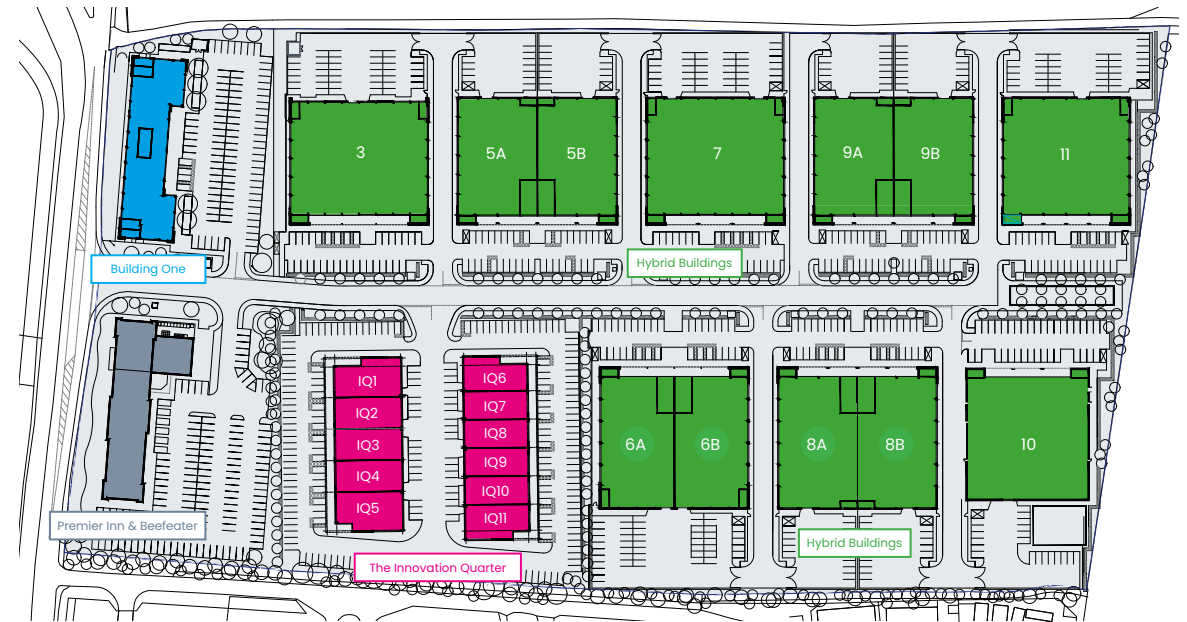 3
5A
5B
7
9A
9B
11
Building One
Hybrid Buildings
IQ1
IQ2
IQ3
IQ4
IQ5
IQ6
IQ7
IQ8
IQ9
IQ10
IQ11
6A
6B
8A
8B
10
Premier Inn & Beefeater
The Innovation Quarter
Hybrid Buildings